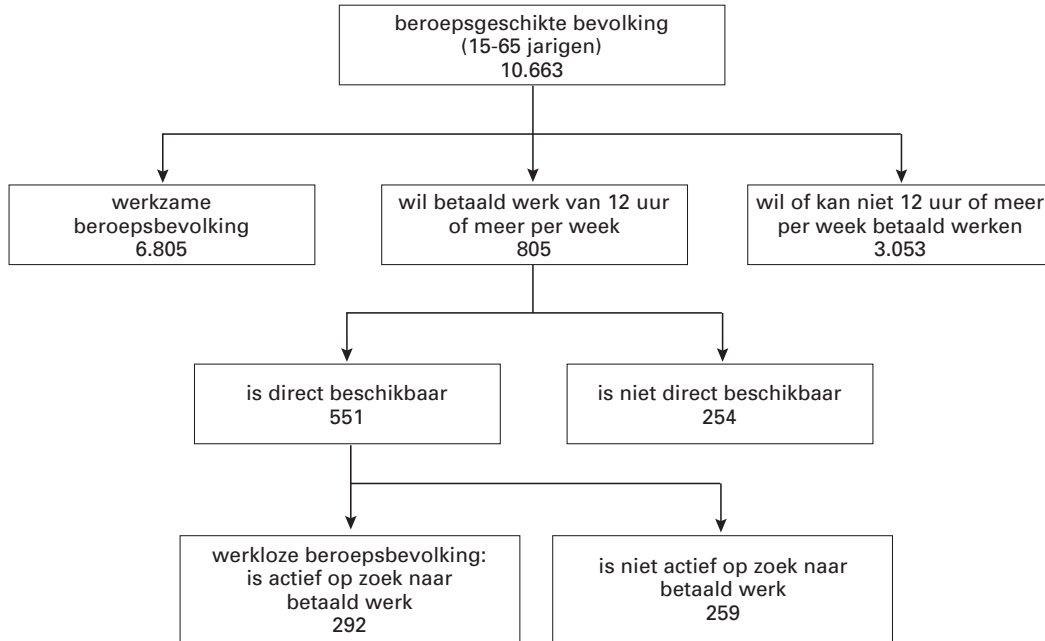 beroepsgeschikte bevolking
(15-65 jarigen)
10.663
werkzame
beroepsbevolking
6.805
wil betaald werk van 12 uur
of meer per week
805
wil of kan niet 12 uur of meer
per week betaald werken
3.053
is direct beschikbaar
551
is niet direct beschikbaar
254
werkloze beroepsbevolking:
is actief op zoek naar
betaald werk
292
is niet actief op zoek naar
betaald werk
259